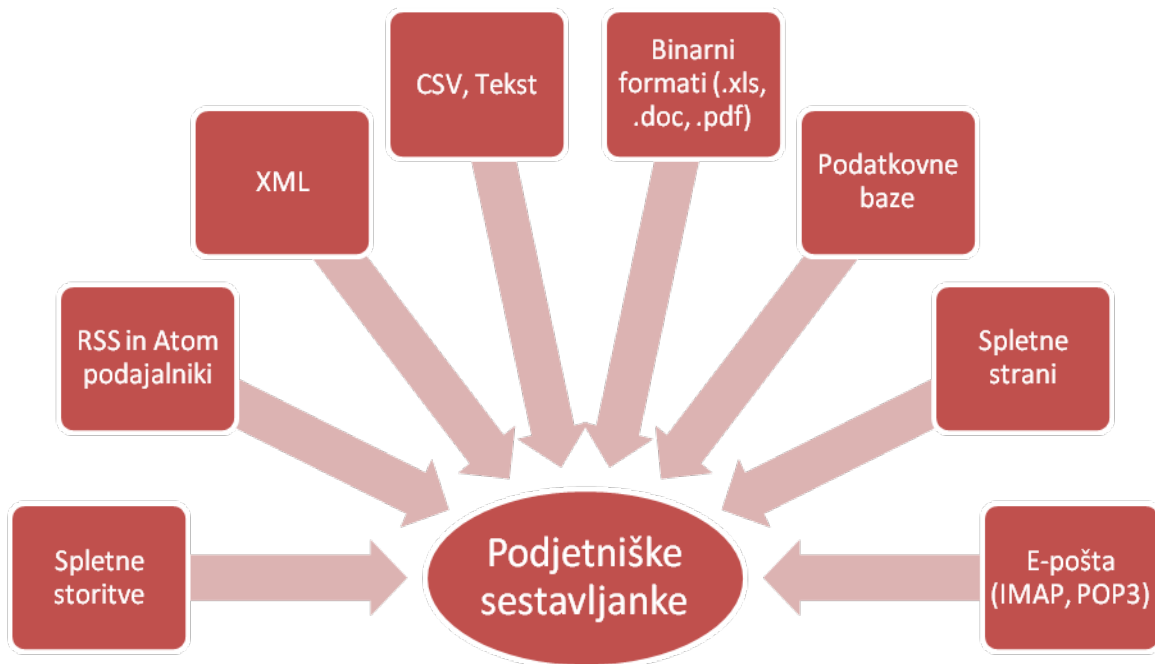 CSV, Tekst
Binarni
formati (.xls,
.doc, .pdf)
XML
Podatkovne
baze
RSS in Atom
podajalniki
Spletne
strani
Spletne
storitve
Podjetniške
sestavljanke
E-pošta
(IMAP, POP3)